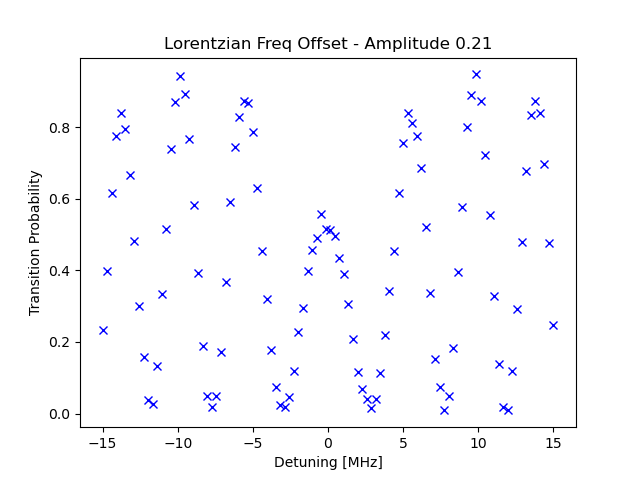 Lorentzian Freq Offset - Amplitude 0.21
Transition Probability
0.8
0.6
0.4
0.2
0.0
−15 −10 −5 0 5 10 15
Detuning [MHz]